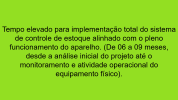 Tempo elevado para implementação total do sistema
de controle de estoque alinhado com o pleno
funcionamento do aparelho. (De 06 a 09 meses,
desde a análise inicial do projeto até o
monitoramento e atividade operacional do
equipamento físico),